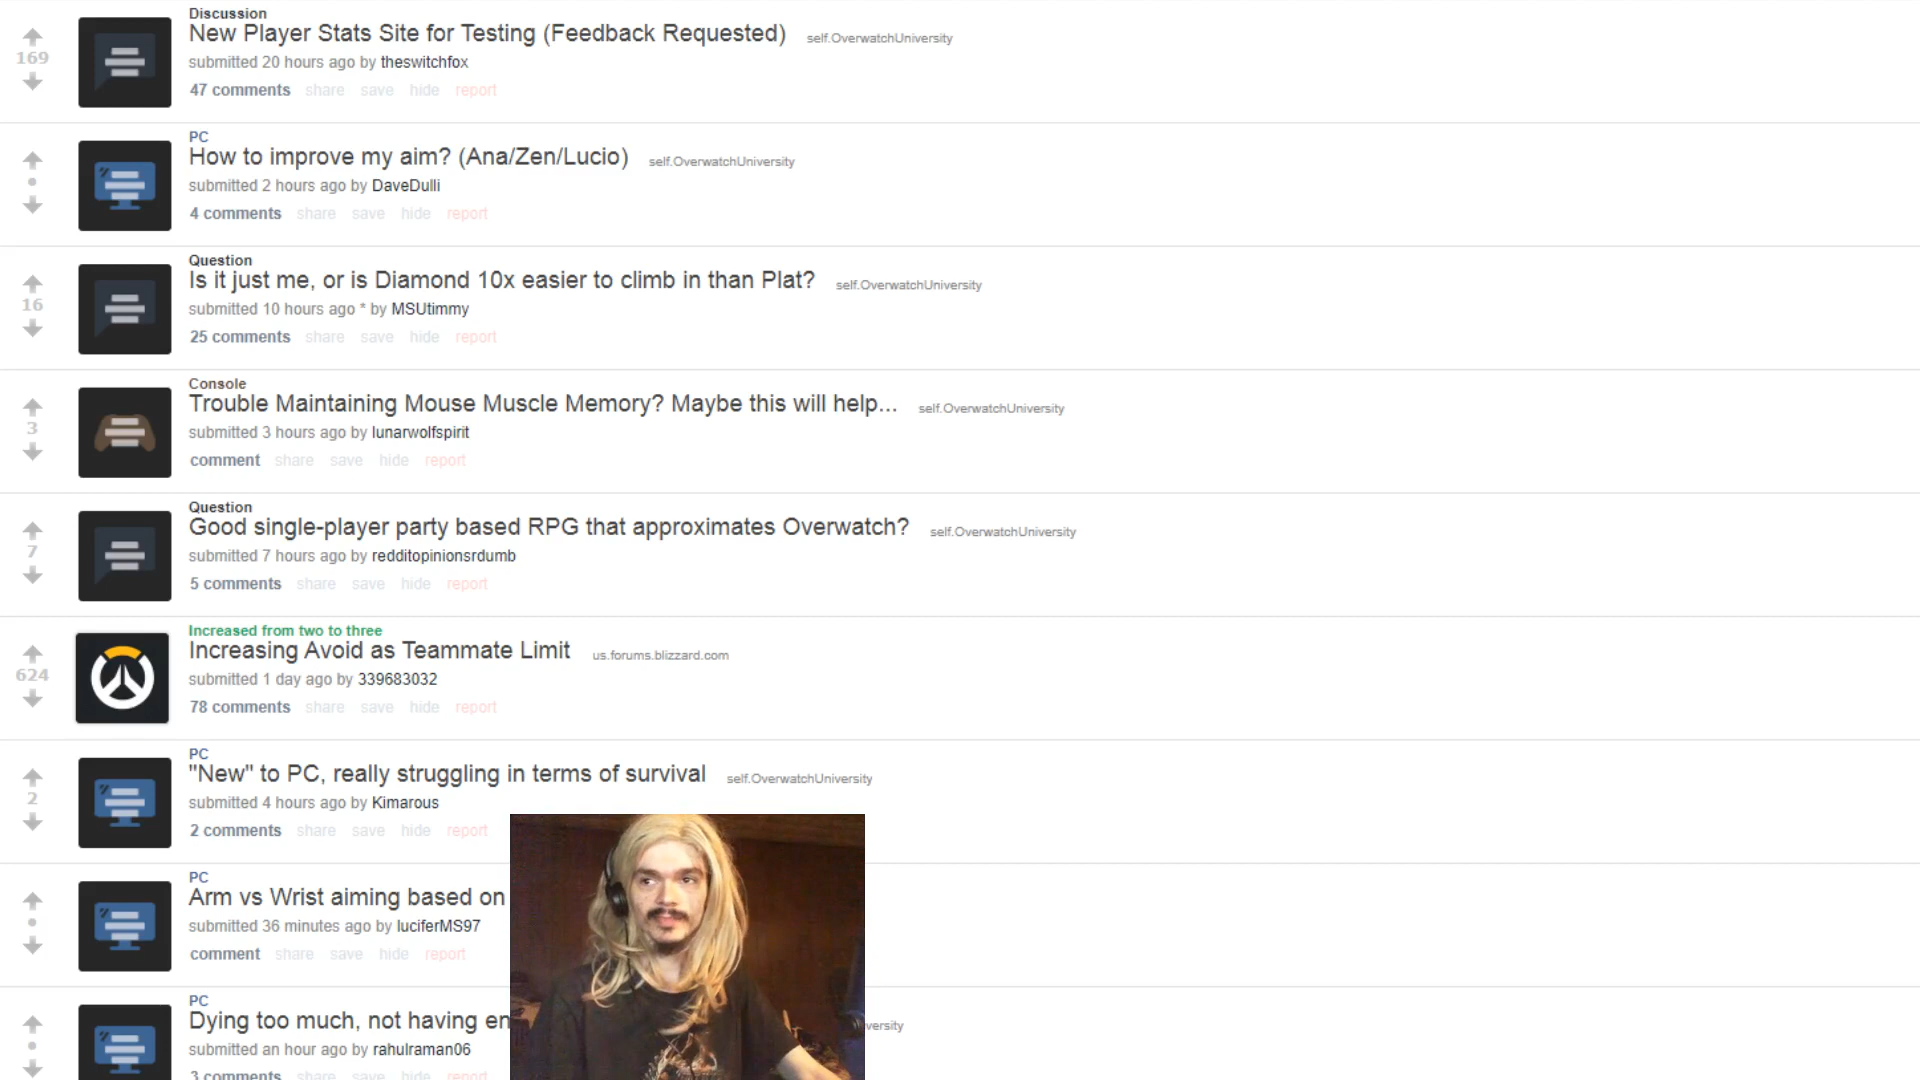 Discussion
New Player Stats Site for Testing (Feedback Requested) self.OverwatchUniversity
169
submitted 20 hours ago by theswitchfox
47 comments share save hide report
PC
How to improve my aim? (Ana/Zen/Lucio) self.OverwatchUniversity
submitted 2 hours ago by DaveDulli
4 comments share save hide report
Question
Is it just me, or is Diamond 10x easier to climb in than Plat? self.OverwatchUniversity
16
submitted 10 hours ago * by MSUtimmy
25 comments share save hide report
Console
Trouble Maintaining Mouse Muscle Memory? Maybe this will help... self.OverwatchUniversity
3
submitted 3 hours ago by lunarwolfspirit
comment share save hide report
Question
Good single-player party based RPG that approximates Overwatch? self.OverwatchUniversity
7
submitted 7 hours ago by redditopinionsrdumb
5 comments share save hide report
Increased from two to three
Increasing Avoid as Teammate Limit us.forums.blizzard.com
624
submitted 1 day ago by 339683032
78 comments share save hide report
PC
"New" to PC, really struggling in terms of survival self.OverwatchUniversity
2
submitted 4 hours ago by Kimarous
2 comments share save hide report
PC
Arm vs Wrist aiming based on
submitted 36 minutes ago by luciferMS97
comment share save hide report
PC
Dying too much, not having en versity
submitted an hour ago by rahulraman06
3 comments share save hide report